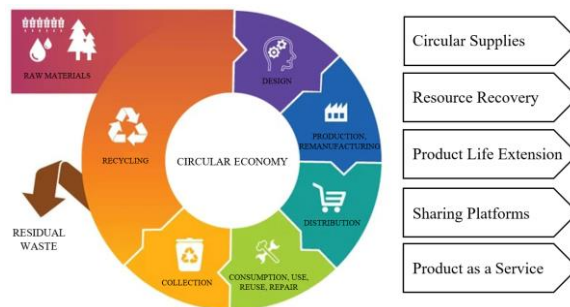 RAW MATERIALS
DESIGN
PRODUCTION,
REMANUFACTURING
DISTRIBUTION
CONSUMPTION, USE,
REUSE, REPAIR
COLLECTION
RECYCLING
CIRCULAR ECONOMY
RESIDUAL
WASTE
Circular Supplies
Resource Recovery
Product Life Extension
Sharing Platforms
Product as a Service